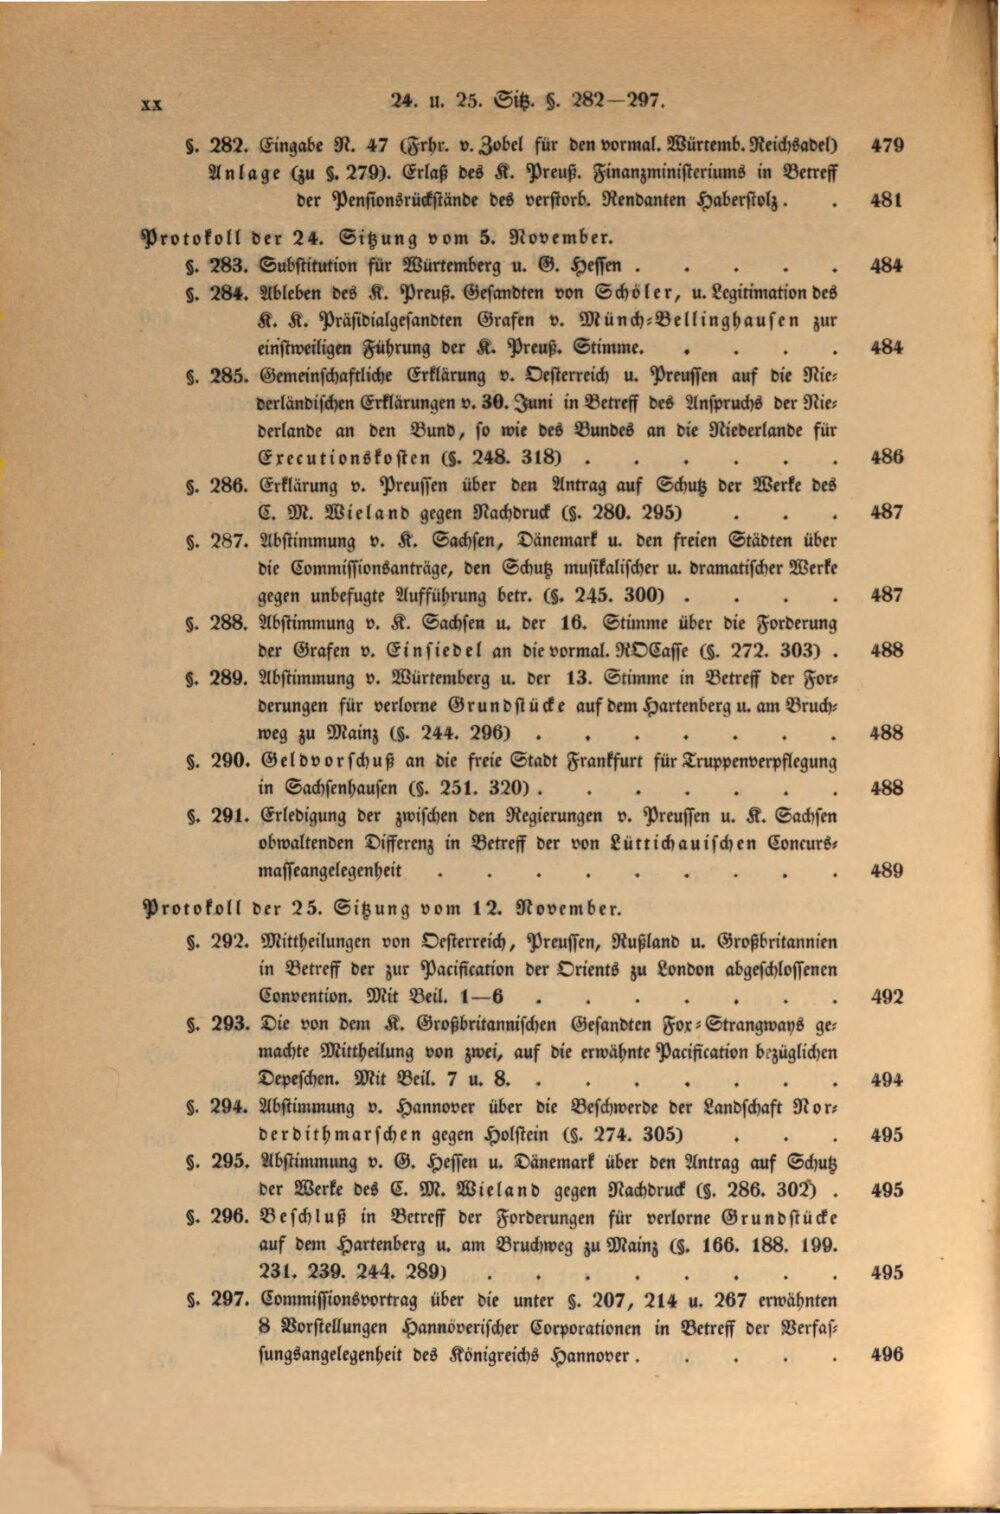 xx 24. u. 25. Sitz. §. 282—297.
§. 282. Eingabe N. 47 (Frhr. v. Zobel für den vormal. Würtemb. Reichsadel) 479
Anlage (zu §. 279). Erlaß des K. Preuß. Finanzministeriums in Betreff
der Pensionsrückstände des verstorb. Rendanten Haberstolz. . 481
Protokoll der 24. Sitzung vom 5. November.
§. 283. Substitution für Würtemberg u. G. Hessen . . . . . 484
§. 284. Ableben des K. Preuß. Gesandten von Schöler, u. Legitimation des
K. K. Präsidialgesandten Grafen v. Münch-Bellinghausen zur
einstweiligen Führung der K. Preuß. Stimme. . . . . 484
§. 285. Gemeinschaftliche Erklärung v. Oesterreich u. Preussen auf die Nie-
derländischen Erklärungen v. 30. Juni in Betreff des Anspruchs der Nie-
derlande an den Bund, so wie des Bundes an die Niederlande für
Executionskosten (§. 248. 318) . . . . . . 486
§. 286. Erklärung v. Preussen über den Antrag auf Schutz der Werke des
C. M. Wieland gegen Nachdruck (§. 280. 295) . . . 487
§. 287. Abstimmung v. K. Sachsen, Dänemark u. den freien Städten über
die Commissionsanträge, den Schutz musikalischer u. dramatischer Werke
gegen unbefugte Aufführung betr. (§. 245. 300) . . . . 487
§. 288. Abstimmung v. K. Sachsen u. der 16. Stimme über die Forderung
der Grafen v. Einsiedel an die vormal. ROCasse (§. 272. 303) . 488
§. 289. Abstimmung v. Würtemberg u. der 13. Stimme in Betreff der For-
derungen für verlorne Grundstücke auf dem Hartenberg u. am Bruch-
weg zu Mainz (§. 244. 296) . . . . . . . 488
§. 290. Geldvorschuß an die freie Stadt Frankfurt für Truppenverpflegung
in Sachsenhausen (§. 251. 320) . . . . . . . 488
§. 291. Erledigung der zwischen den Regierungen v. Preussen u. K. Sachsen
obwaltenden Differenz in Betreff der von Lüttichauischen Concurs-
masseangelegenheit . . . . . . . . . 489
Protokoll der 25. Sitzung vom 12. November.
§. 292. Mittheilungen von Oesterreich, Preussen, Rußland u. Großbritannien
in Betreff der zur Pacification der Orients zu London abgeschlossenen
Convention. Mit Beil. 1—6 . . . . . . . 492
§. 293. Die von dem K. Großbritannischen Gesandten Fox-Strangways ge-
machte Mittheilung von zwei, auf die erwähnte Pacification bezüglichen
Depeschen. Mit Beil. 7 u. 8. . . . . . . . 494
§. 294. Abstimmung v. Hannover über die Beschwerde der Landschaft Nor-
derdithmarschen gegen Holstein (§. 274. 305) . . . 495
§. 295. Abstimmung v. G. Hessen u. Dänemark über den Antrag auf Schutz
der Werke des C. M. Wieland gegen Nachdruck (§. 286. 302) . 495
§. 296. Beschluß in Betreff der Forderungen für verlorne Grundstücke
auf dem Hartenberg u. am Bruchweg zu Mainz (§. 166. 188. 199.
231. 239. 244. 289) . . . . . . . . 495
§. 297. Commissionsvortrag über die unter §. 207, 214 u. 267 erwähnten
8 Vorstellungen Hannöverischer Corporationen in Betreff der Verfas-
sungsangelegenheit des Königreichs Hannover. . . . . 496